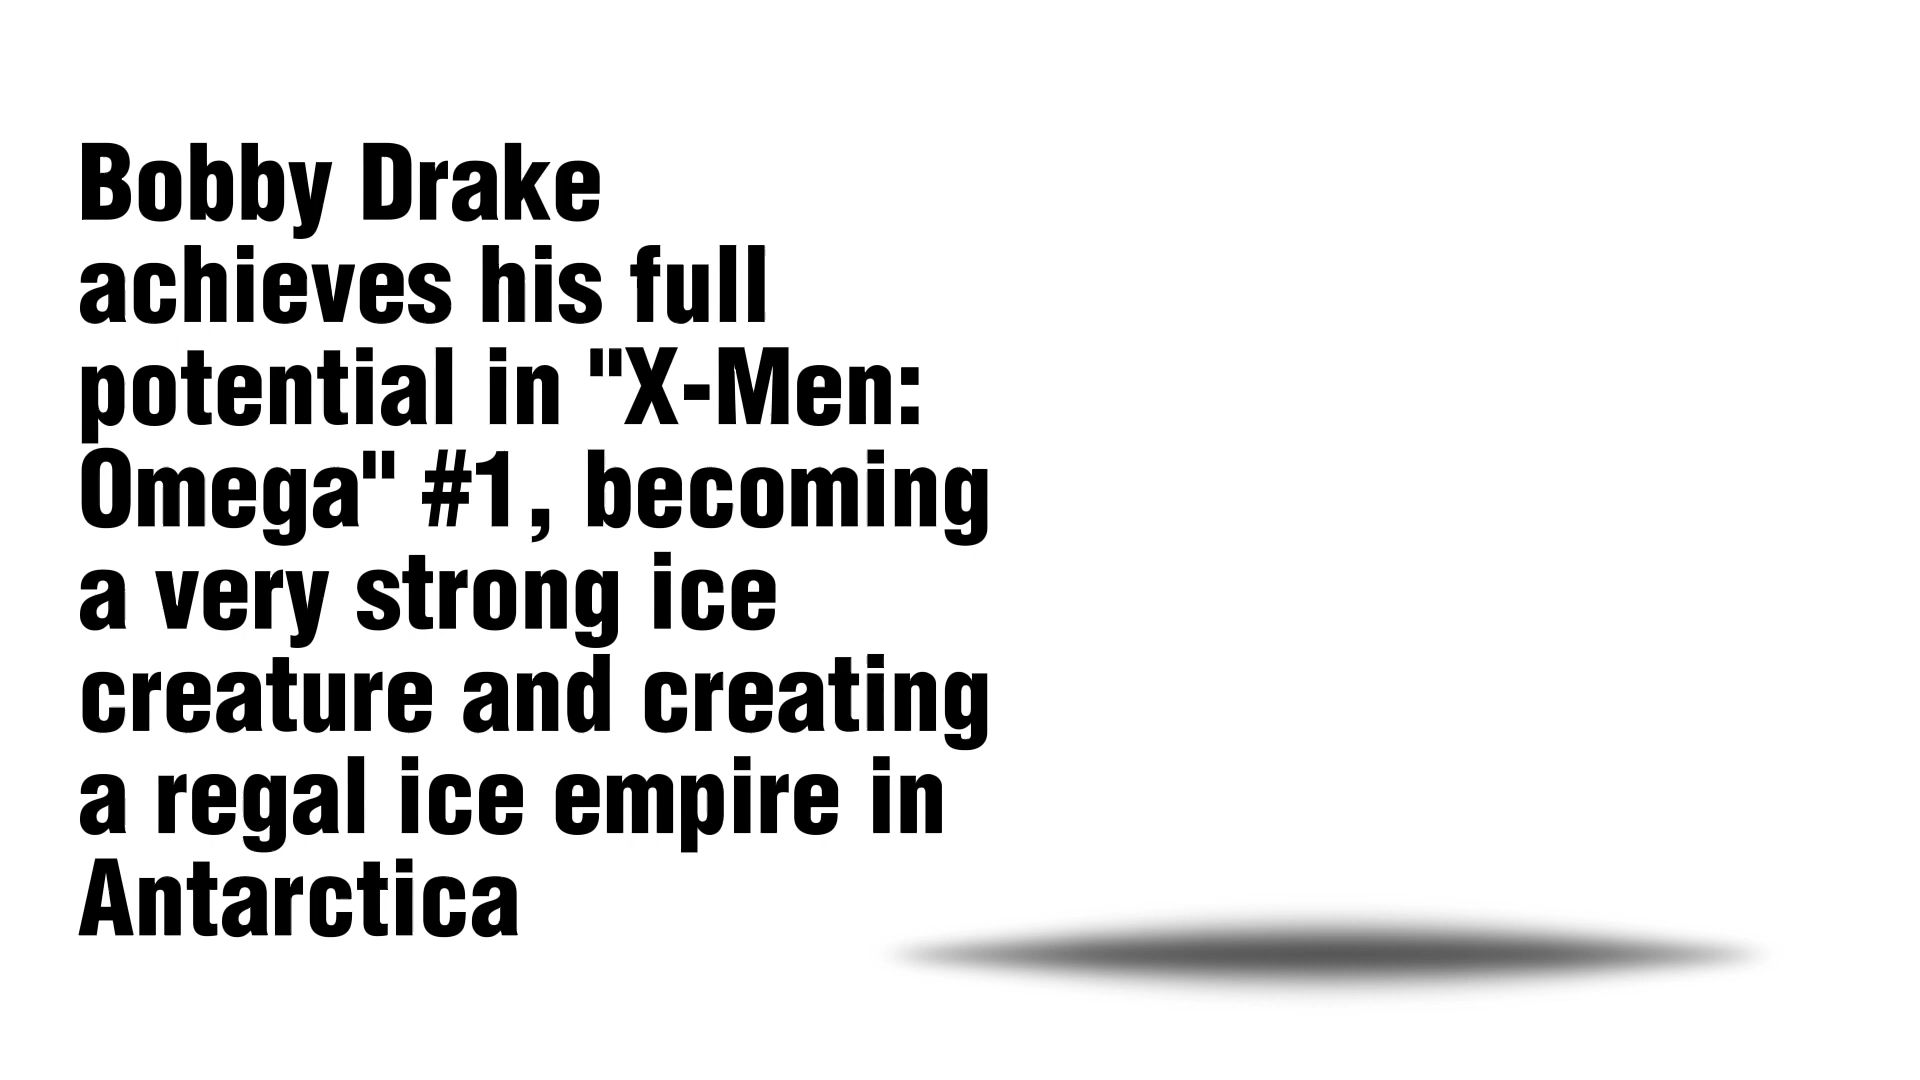 Bobby Drake
achieves his full
potential in "X-Men:
Omega" #1, becoming
a very strong ice
creature and creating
a regal ice empire in
Antarctica